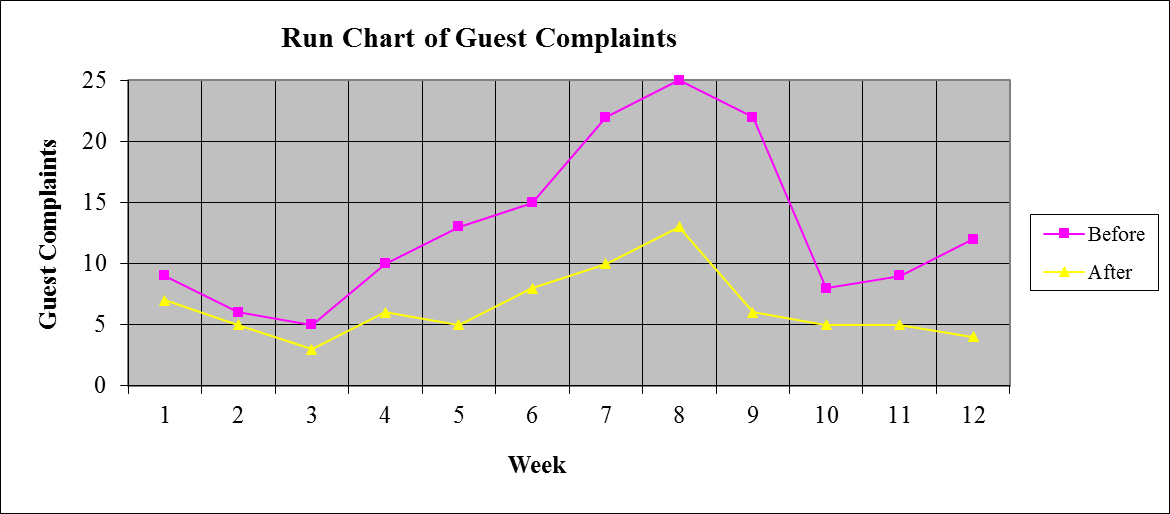 Run Chart of Guest Complaints
25
20
15
10
5
0
Guest Complaints
1 2 3 4 5 6 7 8 9 10 11 12
Week
Before
After